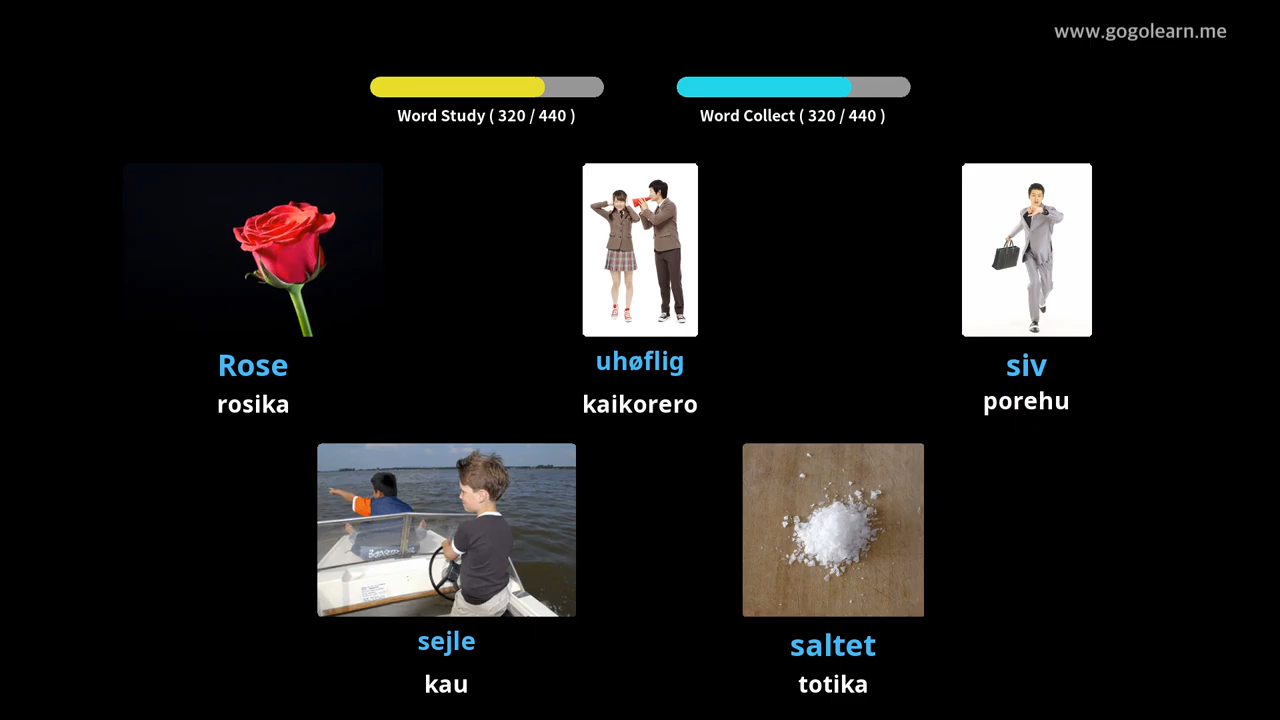 www.gogolearn.me
Word Study ( 320 / 440 )
Word Collect ( 320 / 440 )
Rose
rosika
uhøflig
kaikorero
siv
porehu
sejle
kau
saltet
totika